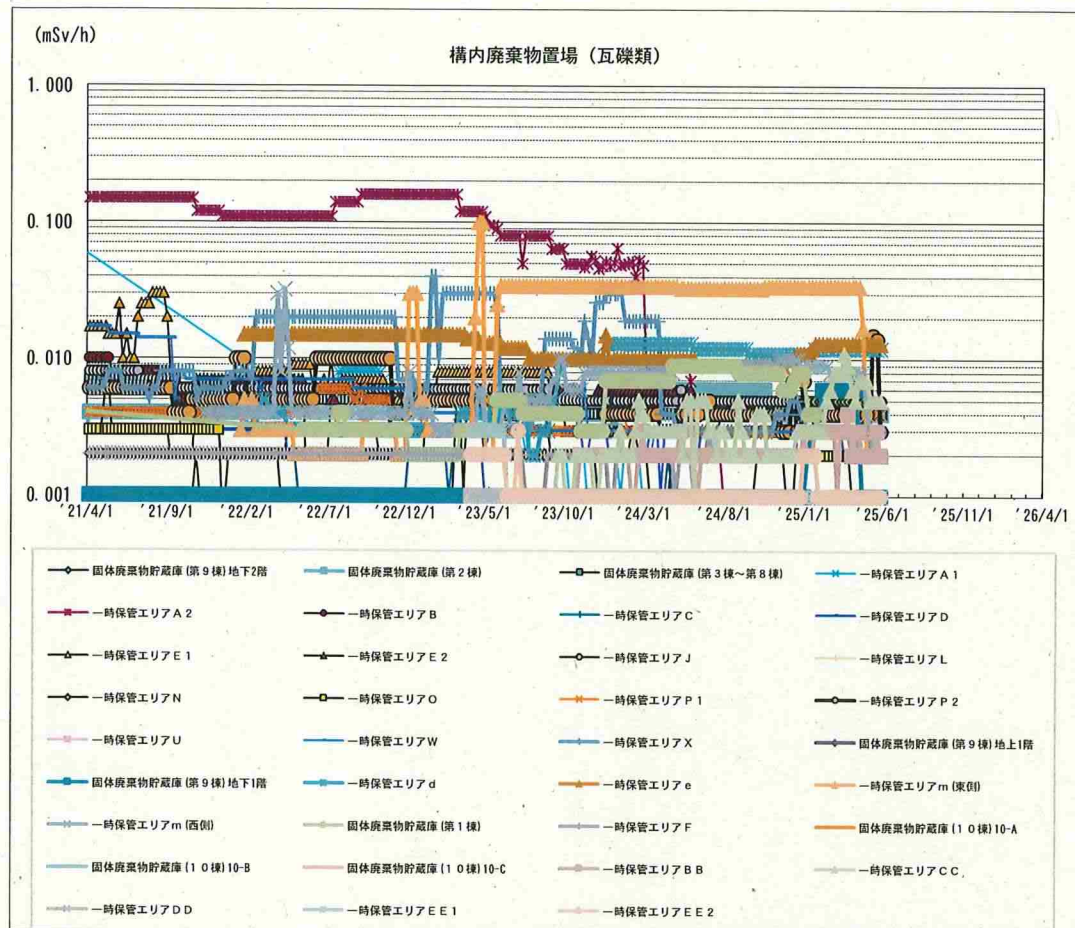 (mSv/h)
構内廃棄物置場（瓦礫類）
1.000
0.100
0.010
0.001
'21/4/1 '21/9/1 '22/2/1 '22/7/1 '22/12/1 '23/5/1 '23/10/1 '24/3/1 '24/8/1 '25/1/1 '25/6/1 '25/11/1 '26/4/1
固体廃棄物貯蔵庫(第9棟)地下2階 固体廃棄物貯蔵庫(第2棟) 固体廃棄物貯蔵庫(第3棟～第8棟) 一時保管エリアA1
一時保管エリアA2 一時保管エリアB 一時保管エリアC 一時保管エリアD
一時保管エリアE1 一時保管エリアE2 一時保管エリアJ 一時保管エリアL
一時保管エリアN 一時保管エリアO 一時保管エリアP1 一時保管エリアP2
一時保管エリアU 一時保管エリアW 一時保管エリアX 固体廃棄物貯蔵庫(第9棟)地上1階
固体廃棄物貯蔵庫(第9棟)地下1階 一時保管エリアd 一時保管エリアe 一時保管エリアm(東側)
一時保管エリアm(西側) 固体廃棄物貯蔵庫(第1棟) 一時保管エリアF 固体廃棄物貯蔵庫(10棟)10-A
固体廃棄物貯蔵庫(10棟)10-B 固体廃棄物貯蔵庫(10棟)10-C 一時保管エリアBB 一時保管エリアCC
一時保管エリアDD 一時保管エリアEE1 一時保管エリアEE2